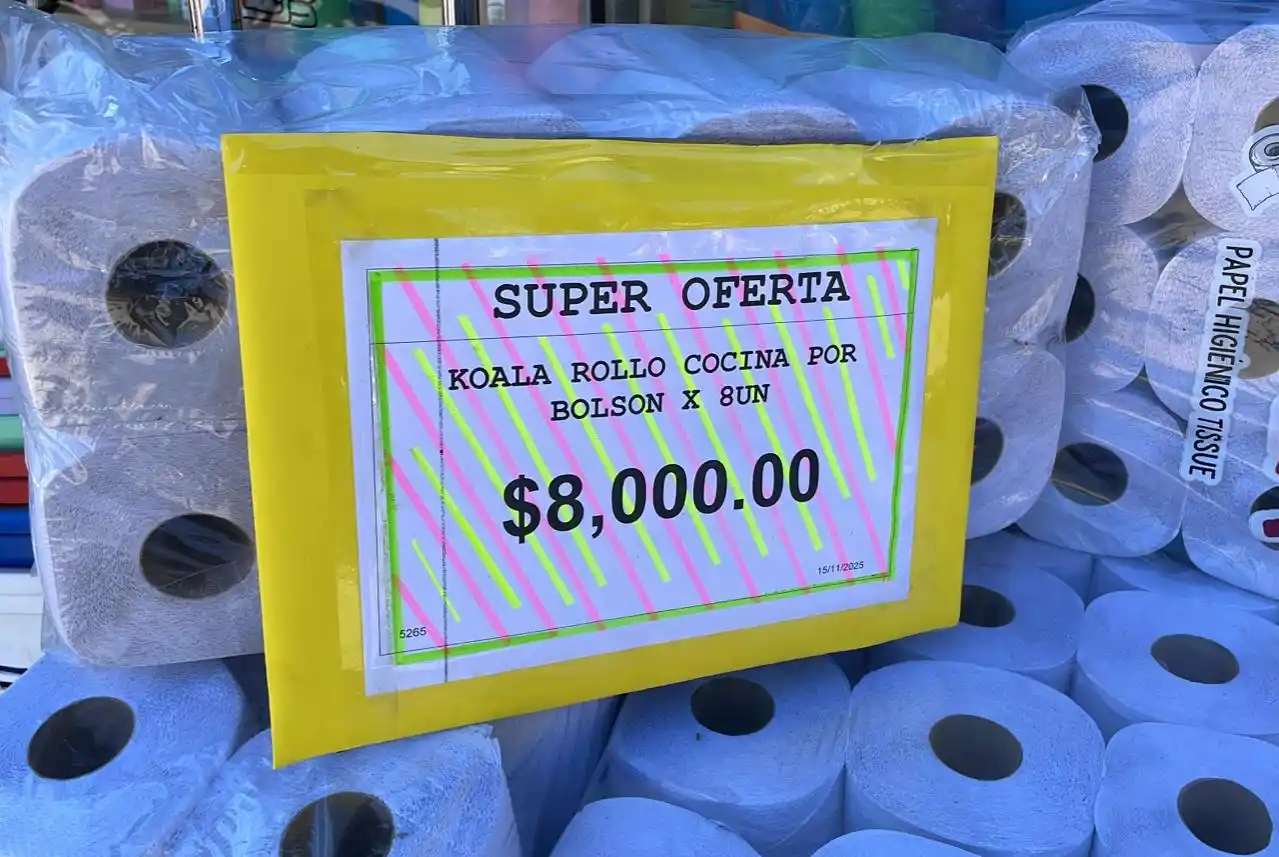 SUPER OFERTA
KOALA ROLLO COCINA POR
BOLSON X 8UN
$8,000.00
15/11/2025
5265
PAPEL HIGIÉNICO TISSUE